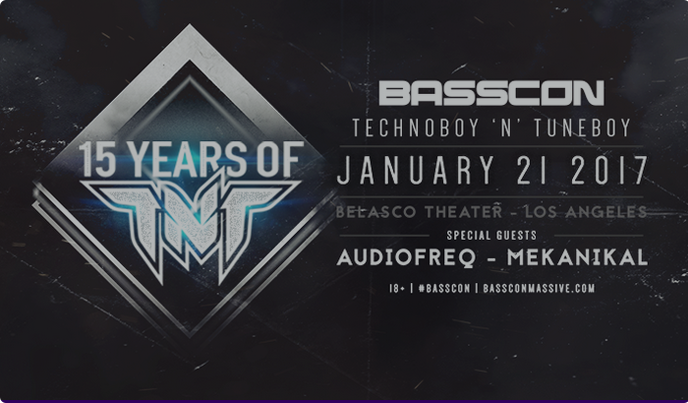 15 YEARS OF
TNT
BASSCON
TECHNOBOY 'N' TUNEBOY
JANUARY 21 2017
BELASCO THEATER - LOS ANGELES
SPECIAL GUESTS
AUDIOFREQ - MEKANIKAL
18+ | #BASSCON | BASSCONMASSIVE.COM